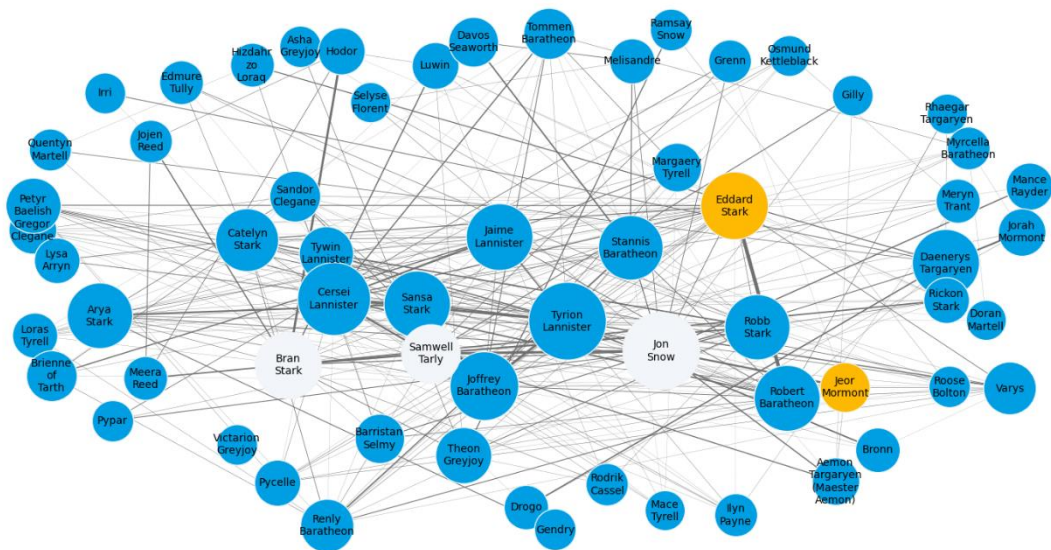 Ramsay
Snow
Tommen
Baratheon
Davos
Seaworth
Asha
Greyjoy
Hodor
Hizdahr
zo
Loraq
Luwin
Melisandre
Grenn
Osmund
Kettleblack
Edmure
Tully
Irri
Selyse
Florent
Gilly
Rhaegar
Targaryen
Jojen
Reed
Quentyn
Martell
Myrcella
Baratheon
Margaery
Tyrell
Sandor
Clegane
Mance
Rayder
Meryn
Trant
Petyr
Baelish
Gregor
Clegane
Eddard
Stark
Catelyn
Stark
Jaime
Lannister
Stannis
Baratheon
Jorah
Mormont
Tywin
Lannister
Lysa
Arryn
Daenerys
Targaryen
Cersei
Lannister
Sansa
Stark
Rickon
Stark
Arya
Stark
Tyrion
Lannister
Robb
Stark
Doran
Martell
Loras
Tyrell
Samwell
Tarly
Jon
Snow
Bran
Stark
Brienne
of
Tarth
Meera
Reed
Joffrey
Baratheon
Robert
Baratheon
Jeor
Mormont
Roose
Bolton
Varys
Pypar
Victarion
Greyjoy
Barristan
Selmy
Theon
Greyjoy
Bronn
Aemon
Targaryen
(Maester
Aemon)
Pycelle
Rodrik
Cassel
Renly
Baratheon
Drogo
Mace
Tyrell
Ilyn
Payne
Gendry